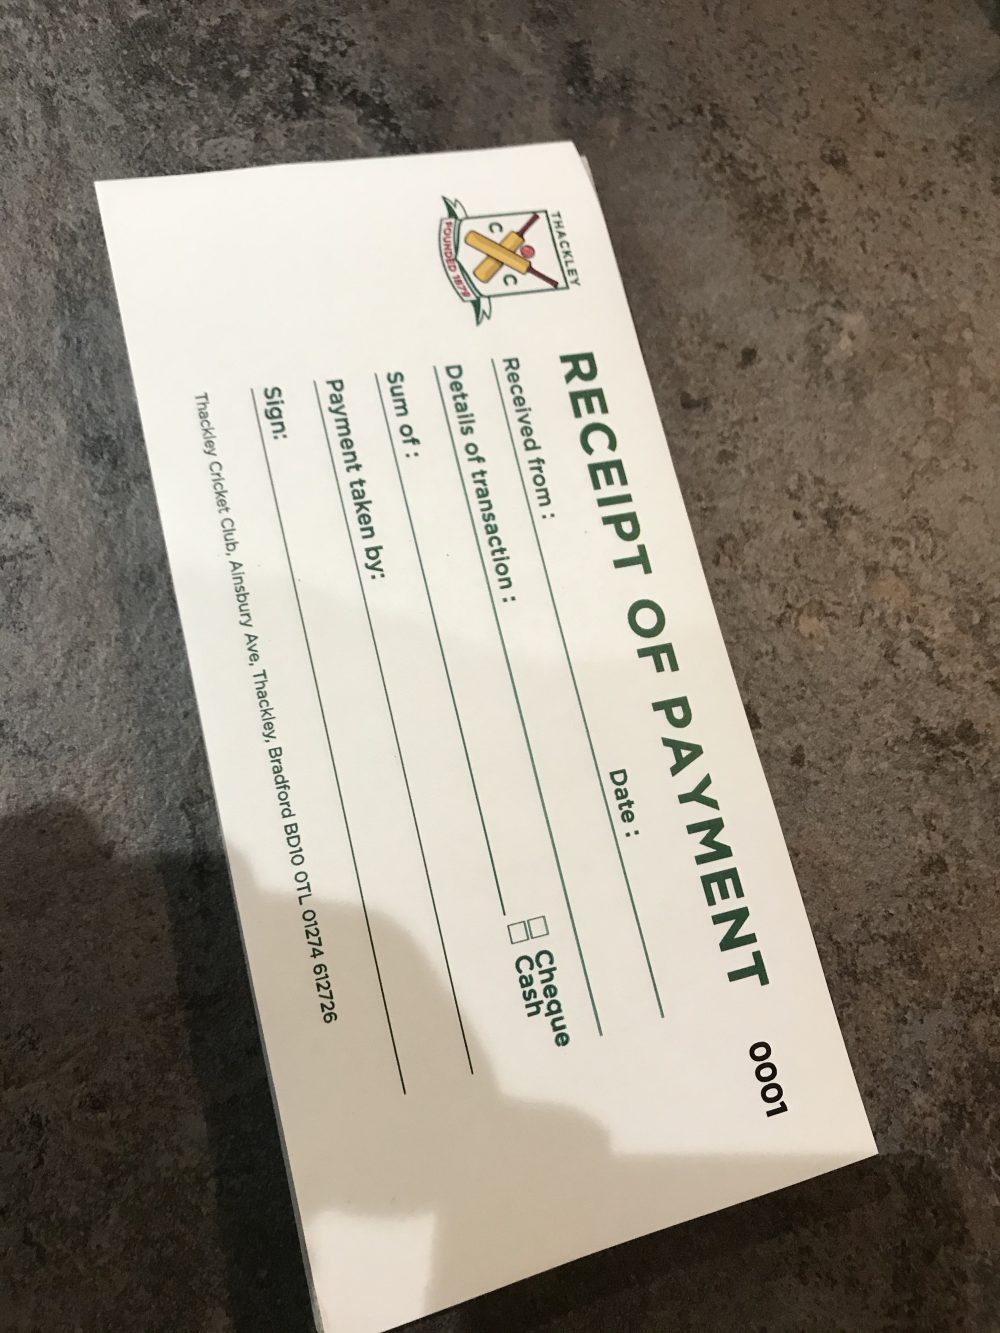 THACKLEY
C C
FOUNDED 1879
RECEIPT OF PAYMENT
0001
Date :
Received from :
Details of transaction :
Cheque
Sum of :
Cash
Payment taken by:
Sign:
Thackley Cricket Club, Ainsbury Ave, Thackley, Bradford BD10 0TL 01274 612726